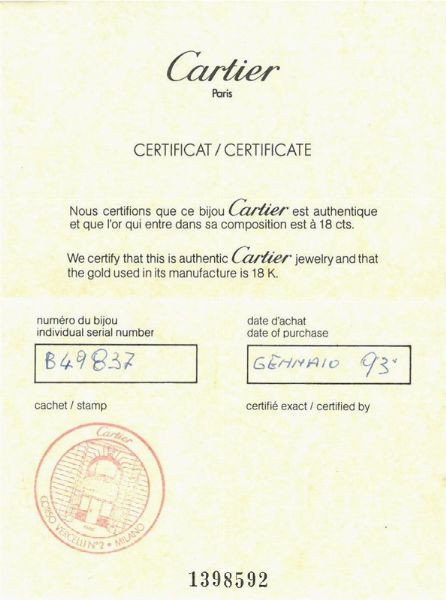 Cartier
Paris
CERTIFICAT / CERTIFICATE
Nous certifions que ce bijou Cartier est authentique
et que l'or qui entre dans sa composition est à 18 cts.
We certify that this is authentic Cartier jewelry and that
the gold used in its manufacture is 18 K.
numéro du bijou
individual serial number
B49837
date d'achat
date of purchase
GENNAIO 93'
cachet / stamp
certifié exact / certified by
Cartier
CORSO VERCELLI N° 2 • MILANO
1398592